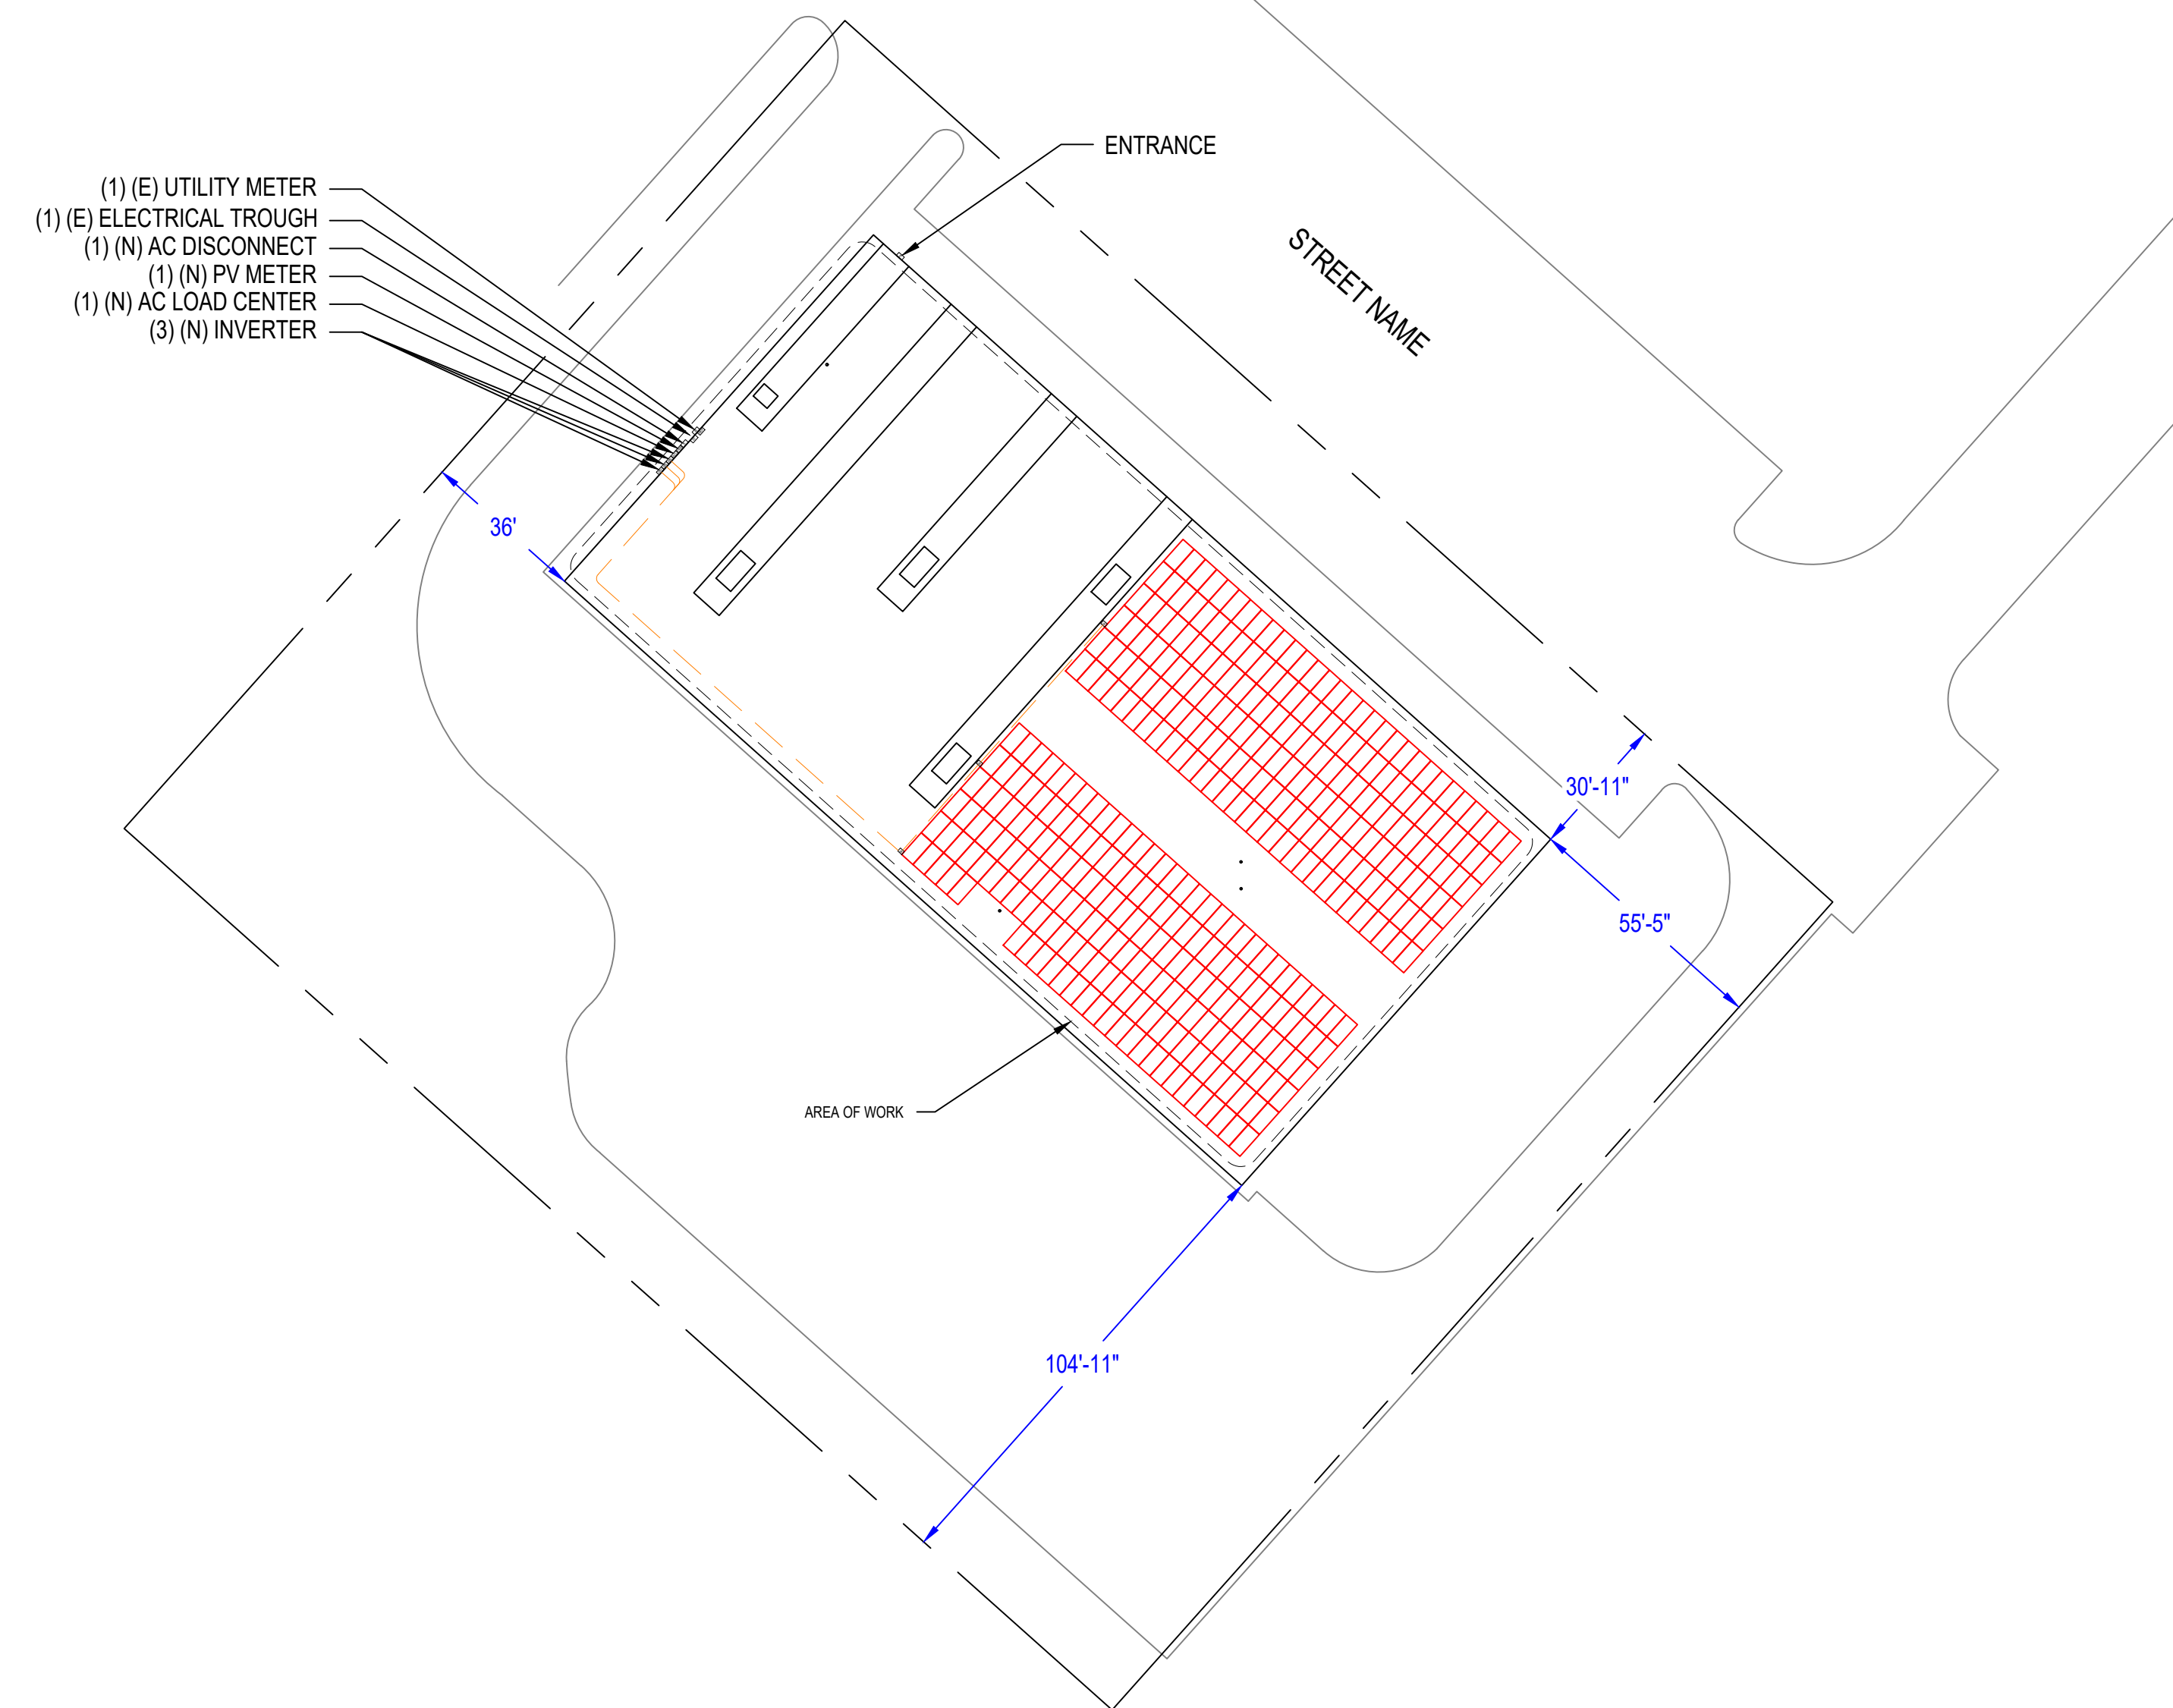 ENTRANCE
(1) (E) UTILITY METER
(1) (E) ELECTRICAL TROUGH
(1) (N) AC DISCONNECT
(1) (N) PV METER
(1) (N) AC LOAD CENTER
(3) (N) INVERTER
STREET NAME
36'
30'-11"
55'-5"
AREA OF WORK
104'-11"